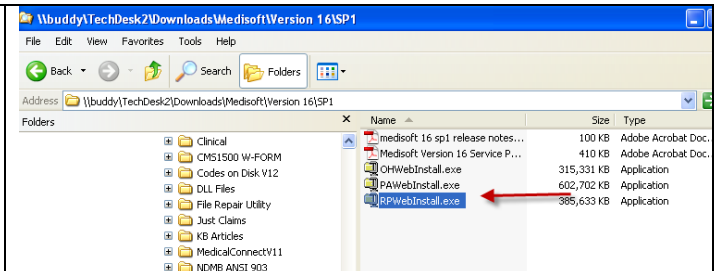 \\buddy\TechDesk2\Downloads\Medisoft\Version 16\SP1
File Edit View Favorites Tools Help
Back Search Folders
Address \\buddy\TechDesk2\Downloads\Medisoft\Version 16\SP1
Folders Name Size Type
Clinical medisoft 16 sp1 release notes... 100 KB Adobe Acrobat Doc.
CMS1500 W-FORM Medisoft Version 16 Service P... 410 KB Adobe Acrobat Doc.
Codes on Disk V12 OHWebInstall.exe 315,331 KB Application
DLL Files PAWebInstall.exe 602,702 KB Application
File Repair Utility RPWebInstall.exe 385,633 KB Application
Just Claims
KB Articles
MedicalConnectV11
NDMB ANSI 903